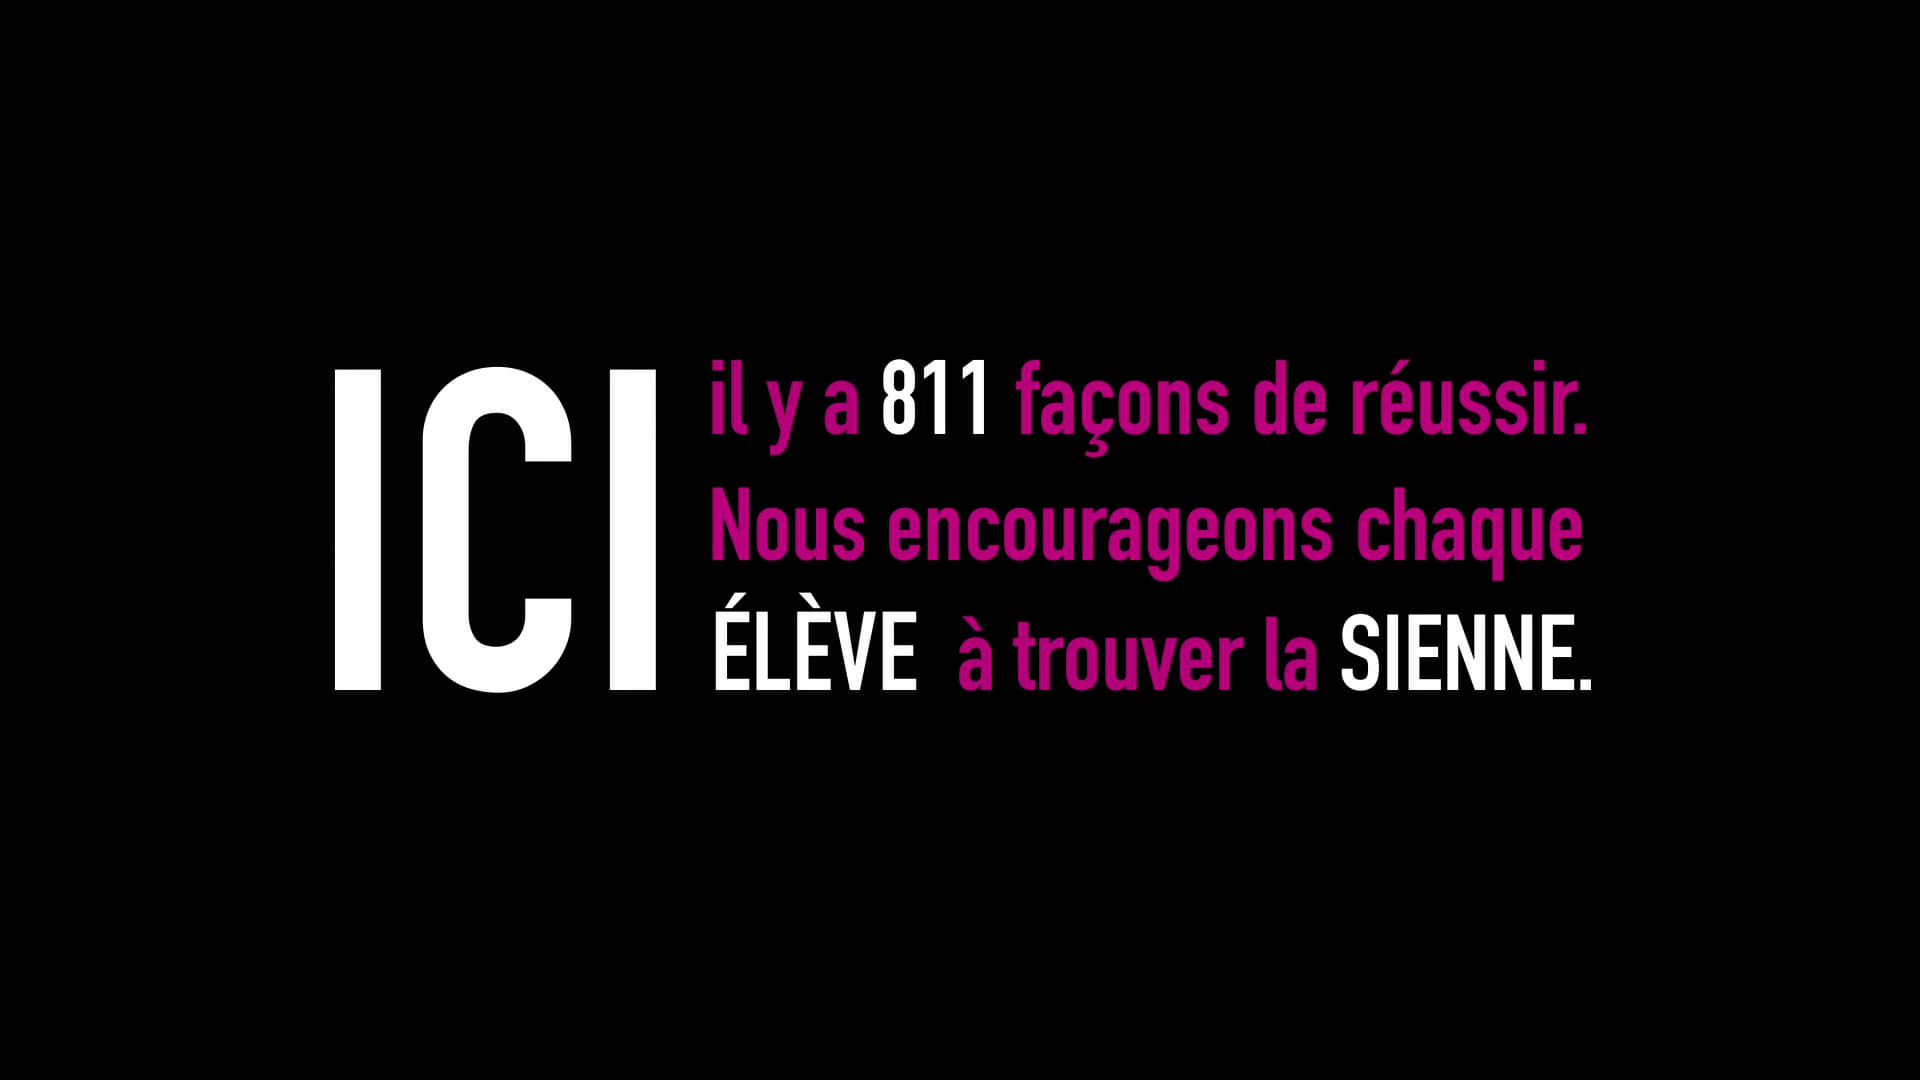 ICI
il y a 811 façons de réussir.
Nous encourageons chaque
ÉLÈVE à trouver la SIENNE.